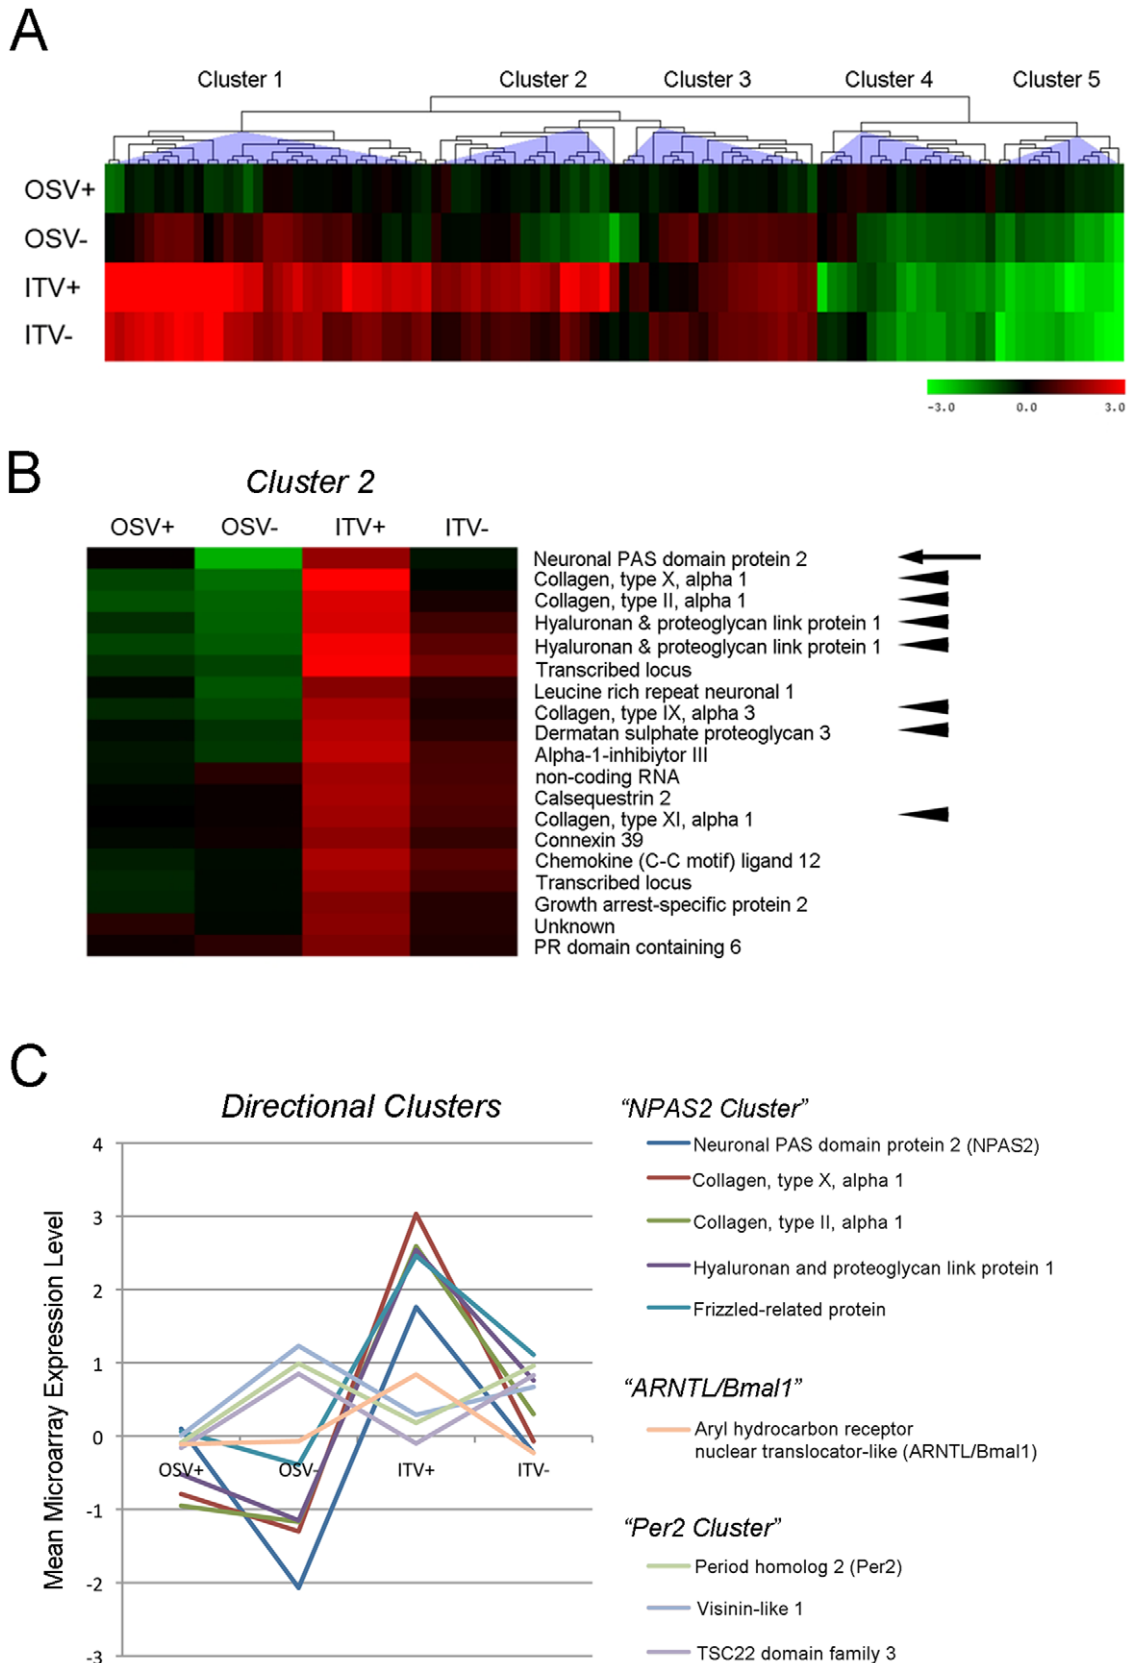 A
Cluster 1
Cluster 2
Cluster 3
Cluster 4
Cluster 5
OSV+
OSV-
ITV+
ITV-
-3.0
0.0
3.0
B
Cluster 2
OSV+
OSV-
ITV+
ITV-
Neuronal PAS domain protein 2
Collagen, type X, alpha 1
Collagen, type II, alpha 1
Hyaluronan & proteoglycan link protein 1
Hyaluronan & proteoglycan link protein 1
Transcribed locus
Leucine rich repeat neuronal 1
Collagen, type IX, alpha 3
Dermatan sulphate proteoglycan 3
Alpha-1-inhibiytor III
non-coding RNA
Calsequestrin 2
Collagen, type XI, alpha 1
Connexin 39
Chemokine (C-C motif) ligand 12
Transcribed locus
Growth arrest-specific protein 2
Unknown
PR domain containing 6
C
Directional Clusters
Mean Microarray Expression Level
4
3
2
1
0
-1
-2
-3
OSV+
OSV-
ITV+
ITV-
“NPAS2 Cluster”
Neuronal PAS domain protein 2 (NPAS2)
Collagen, type X, alpha 1
Collagen, type II, alpha 1
Hyaluronan and proteoglycan link protein 1
Frizzled-related protein
“ARNTL/Bmal1”
Aryl hydrocarbon receptor
nuclear translocator-like (ARNTL/Bmal1)
“Per2 Cluster”
Period homolog 2 (Per2)
Visinin-like 1
TSC22 domain family 3